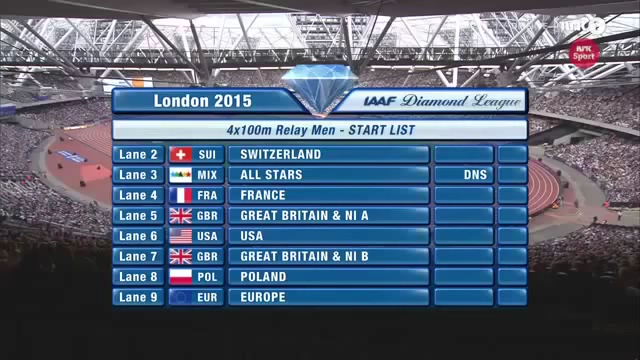 London 2015
IAAF Diamond League
4x100m Relay Men - START LIST
Lane 2 SUI SWITZERLAND
Lane 3 MIX ALL STARS DNS
Lane 4 FRA FRANCE
Lane 5 GBR GREAT BRITAIN & NI A
Lane 6 USA USA
Lane 7 GBR GREAT BRITAIN & NI B
Lane 8 POL POLAND
Lane 9 EUR EUROPE
Sport